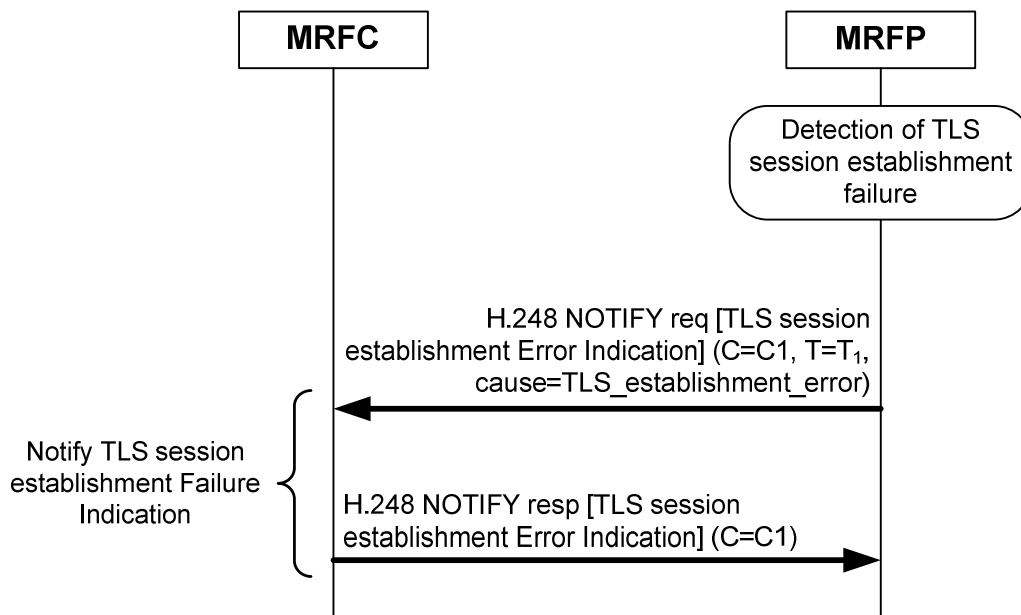 MRFC
MRFP
Detection of TLS
session establishment
failure
H.248 NOTIFY req [TLS session
establishment Error Indication] (C=C1, T=T₁,
cause=TLS_establishment_error)
Notify TLS session
establishment Failure
Indication
H.248 NOTIFY resp [TLS session
establishment Error Indication] (C=C1)